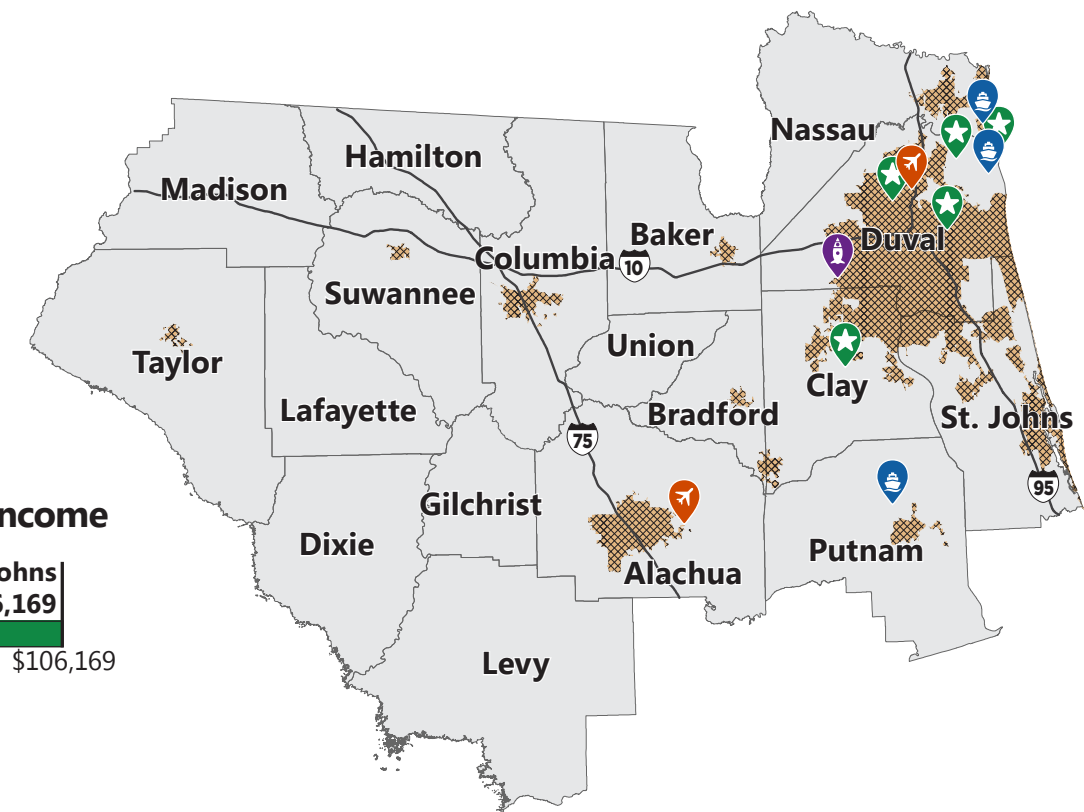 Nassau
Hamilton
Madison
Baker
Duval
Columbia
10
Suwannee
Union
Taylor
Clay
Lafayette
Bradford
St. Johns
75
95
Gilchrist
ncome
Dixie
Putnam
Alachua
ohns
,169
$106,169
Levy